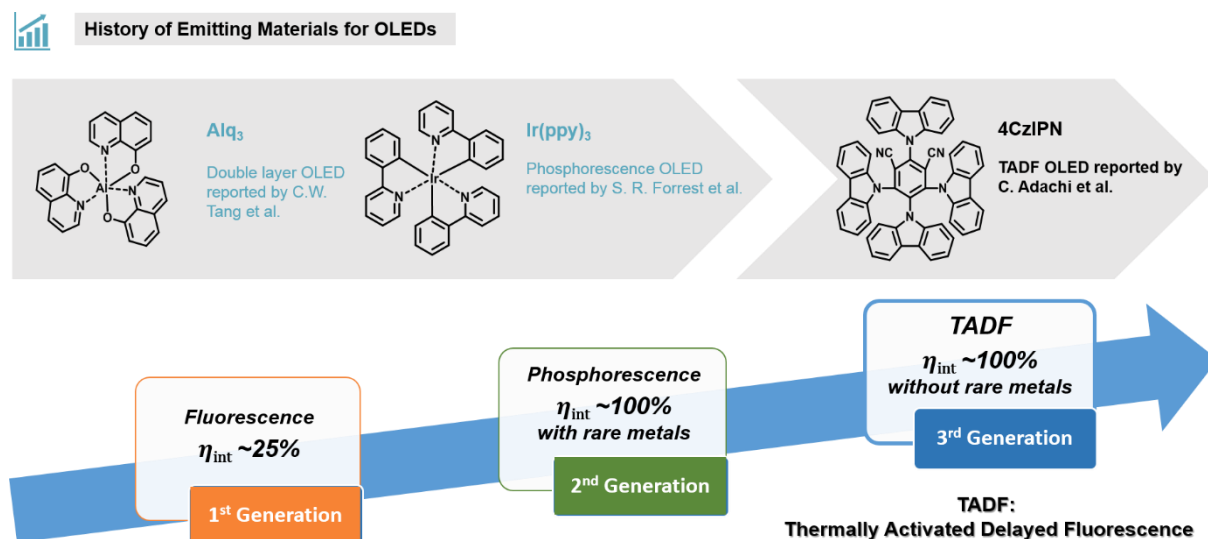 History of Emitting Materials for OLEDs
Alq3
Double layer OLED
reported by C.W.
Tang et al.
N
O
O
Al
N
N
O
Ir(ppy)3
Phosphorescence OLED
reported by S. R. Forrest et al.
N
Ir
N
N
4CzIPN
TADF OLED reported by
C. Adachi et al.
N
NC
CN
N
N
N
Fluorescence
ηint ~25%
1st Generation
Phosphorescence
ηint ~100%
with rare metals
2nd Generation
TADF
ηint ~100%
without rare metals
3rd Generation
TADF:
Thermally Activated Delayed Fluorescence